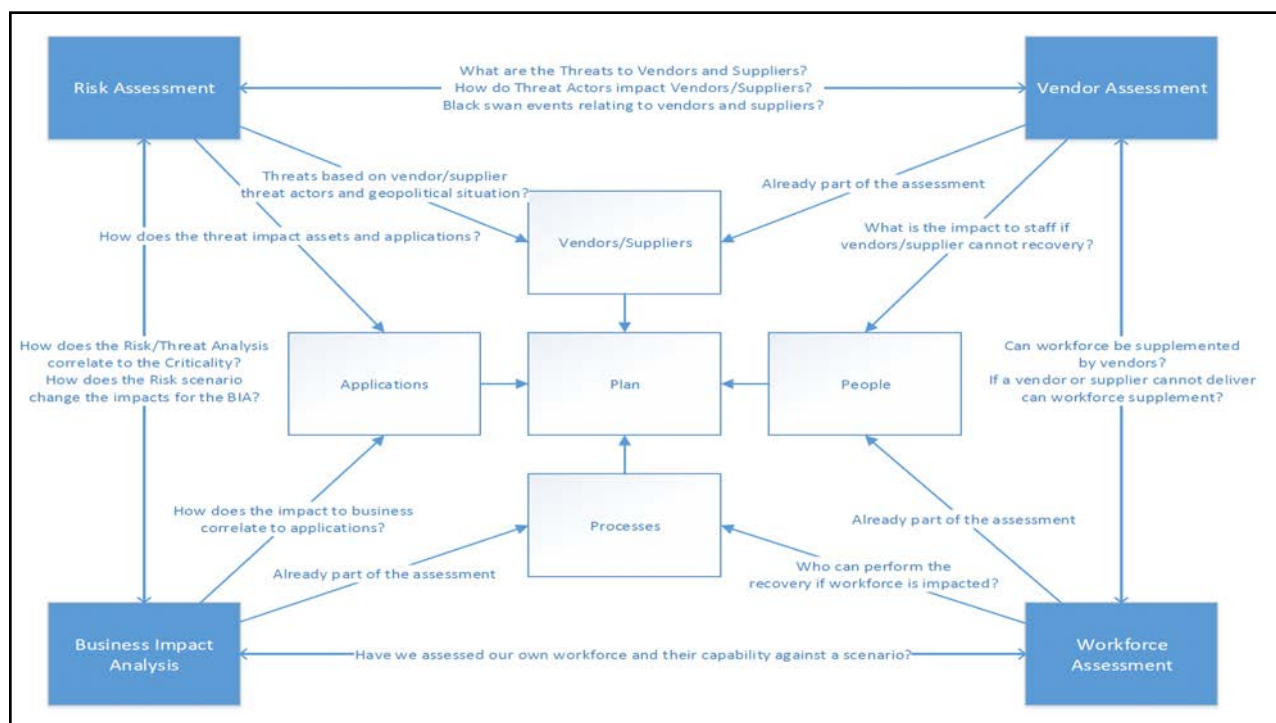 Risk Assessment
What are the Threats to Vendors and Suppliers?
How do Threat Actors impact Vendors/Suppliers?
Black swan events relating to vendors and suppliers?
Vendor Assessment
Threats based on vendor/supplier
threat actors and geopolitical situation?
Already part of the assessment
How does the threat impact assets and applications?
Vendors/Suppliers
What is the impact to staff if
vendors/supplier cannot recovery?
How does the Risk/Threat Analysis
correlate to the Criticality?
How does the Risk scenario
change the impacts for the BIA?
Applications
Plan
People
Can workforce be supplemented
by vendors?
If a vendor or supplier cannot deliver
can workforce supplement?
How does the impact to business
correlate to applications?
Processes
Already part of the assessment
Already part of the assessment
Who can perform the
recovery if workforce is impacted?
Business Impact
Analysis
Have we assessed our own workforce and their capability against a scenario?
Workforce
Assessment